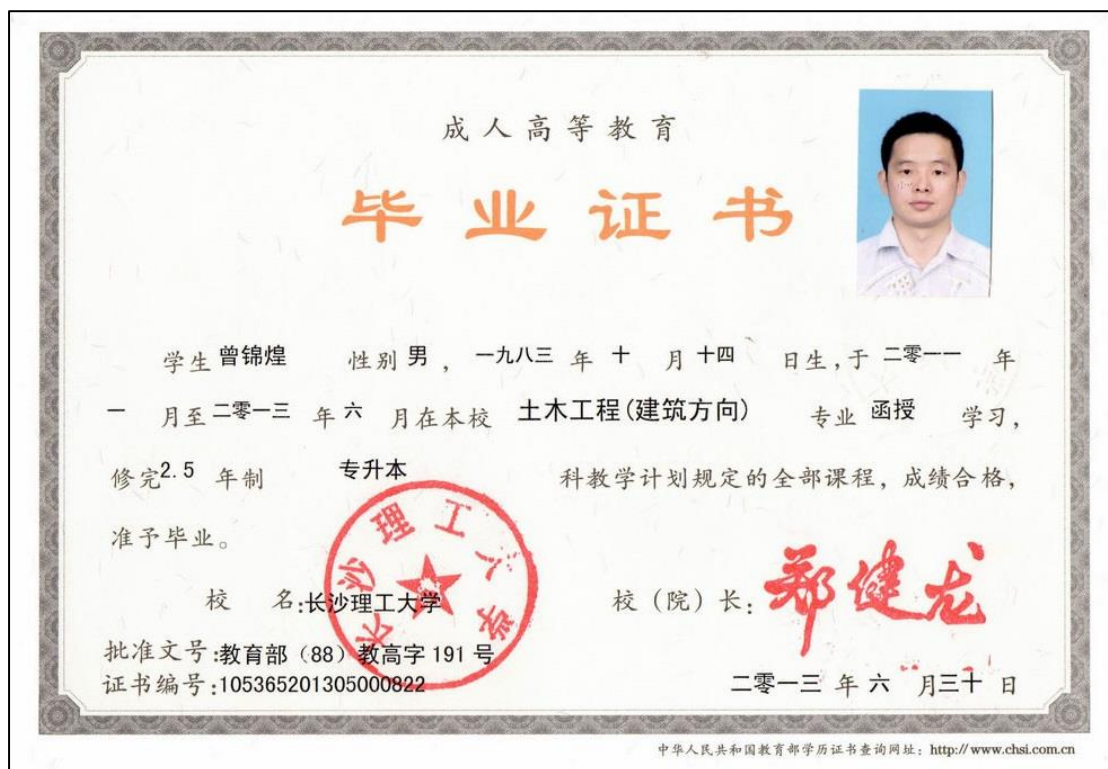 成人高等教育
毕业证书
学生 曾锦煌 性别 男 , 一九八三 年 十 月 十四 日生,于 二零一一 年
一 月至 二零一三 年 六 月在本校 土木工程(建筑方向) 专业 函授 学习,
修完2.5 年制 专升本 科教学计划规定的全部课程,成绩合格,
准予毕业。
长沙理工大学
校 名:长沙理工大学 校(院)长: 郑健龙
批准文号:教育部(88)教高字 191 号
证书编号:105365201305000822 二零一三 年 六 月三十 日
中华人民共和国教育部学历证书查询网址: http://www.chsi.com.cn